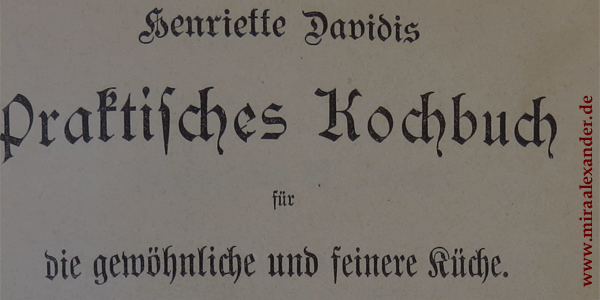 Henriette Davidis
Praktisches Kochbuch
für
die gewöhnliche und feinere Küche.
www.miraalexander.de